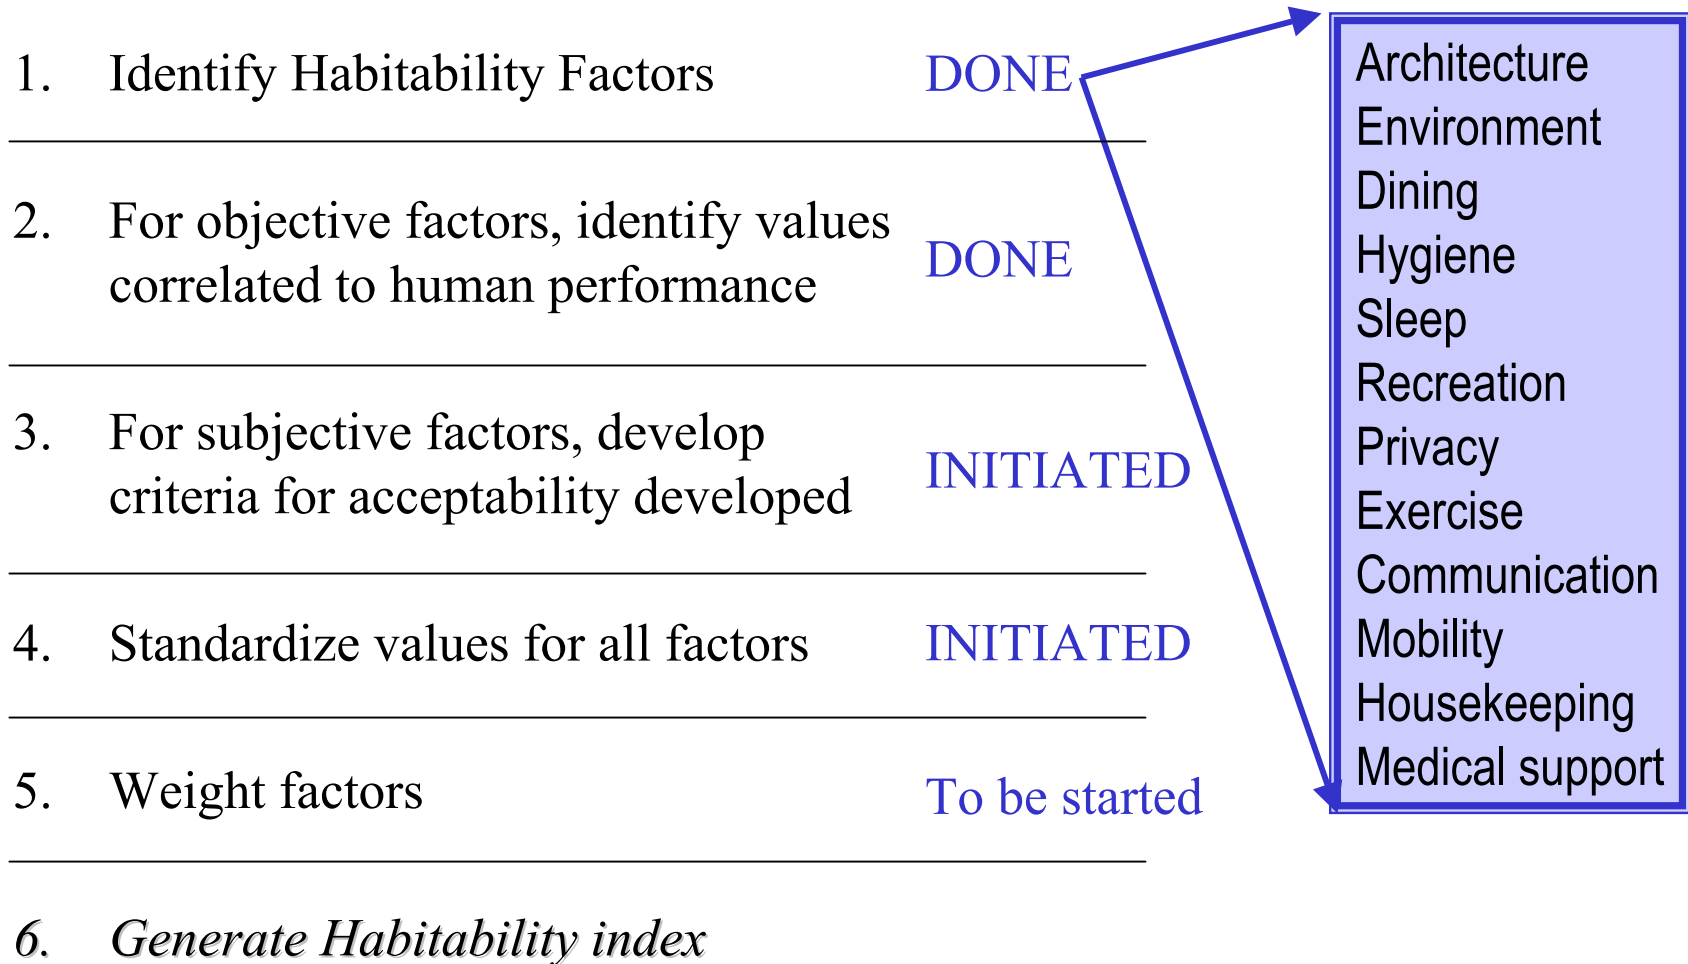 1. Identify Habitability Factors DONE
2. For objective factors, identify values
correlated to human performance
DONE
3. For subjective factors, develop
criteria for acceptability developed
INITIATED
4. Standardize values for all factors INITIATED
5. Weight factors To be started
6. Generate Habitability index
Architecture
Environment
Dining
Hygiene
Sleep
Recreation
Privacy
Exercise
Communication
Mobility
Housekeeping
Medical support